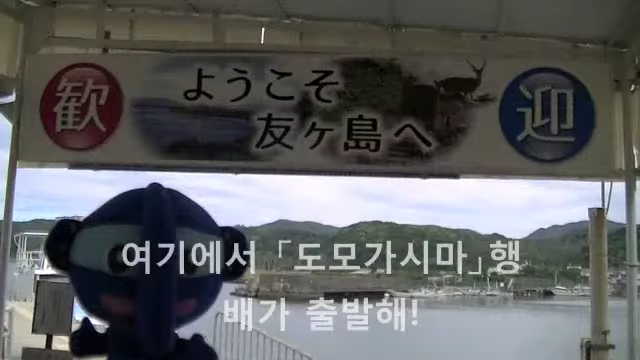 歓 ようこそ 迎
友ヶ島へ
여기에서 「도모가시마」행
배가 출발해!